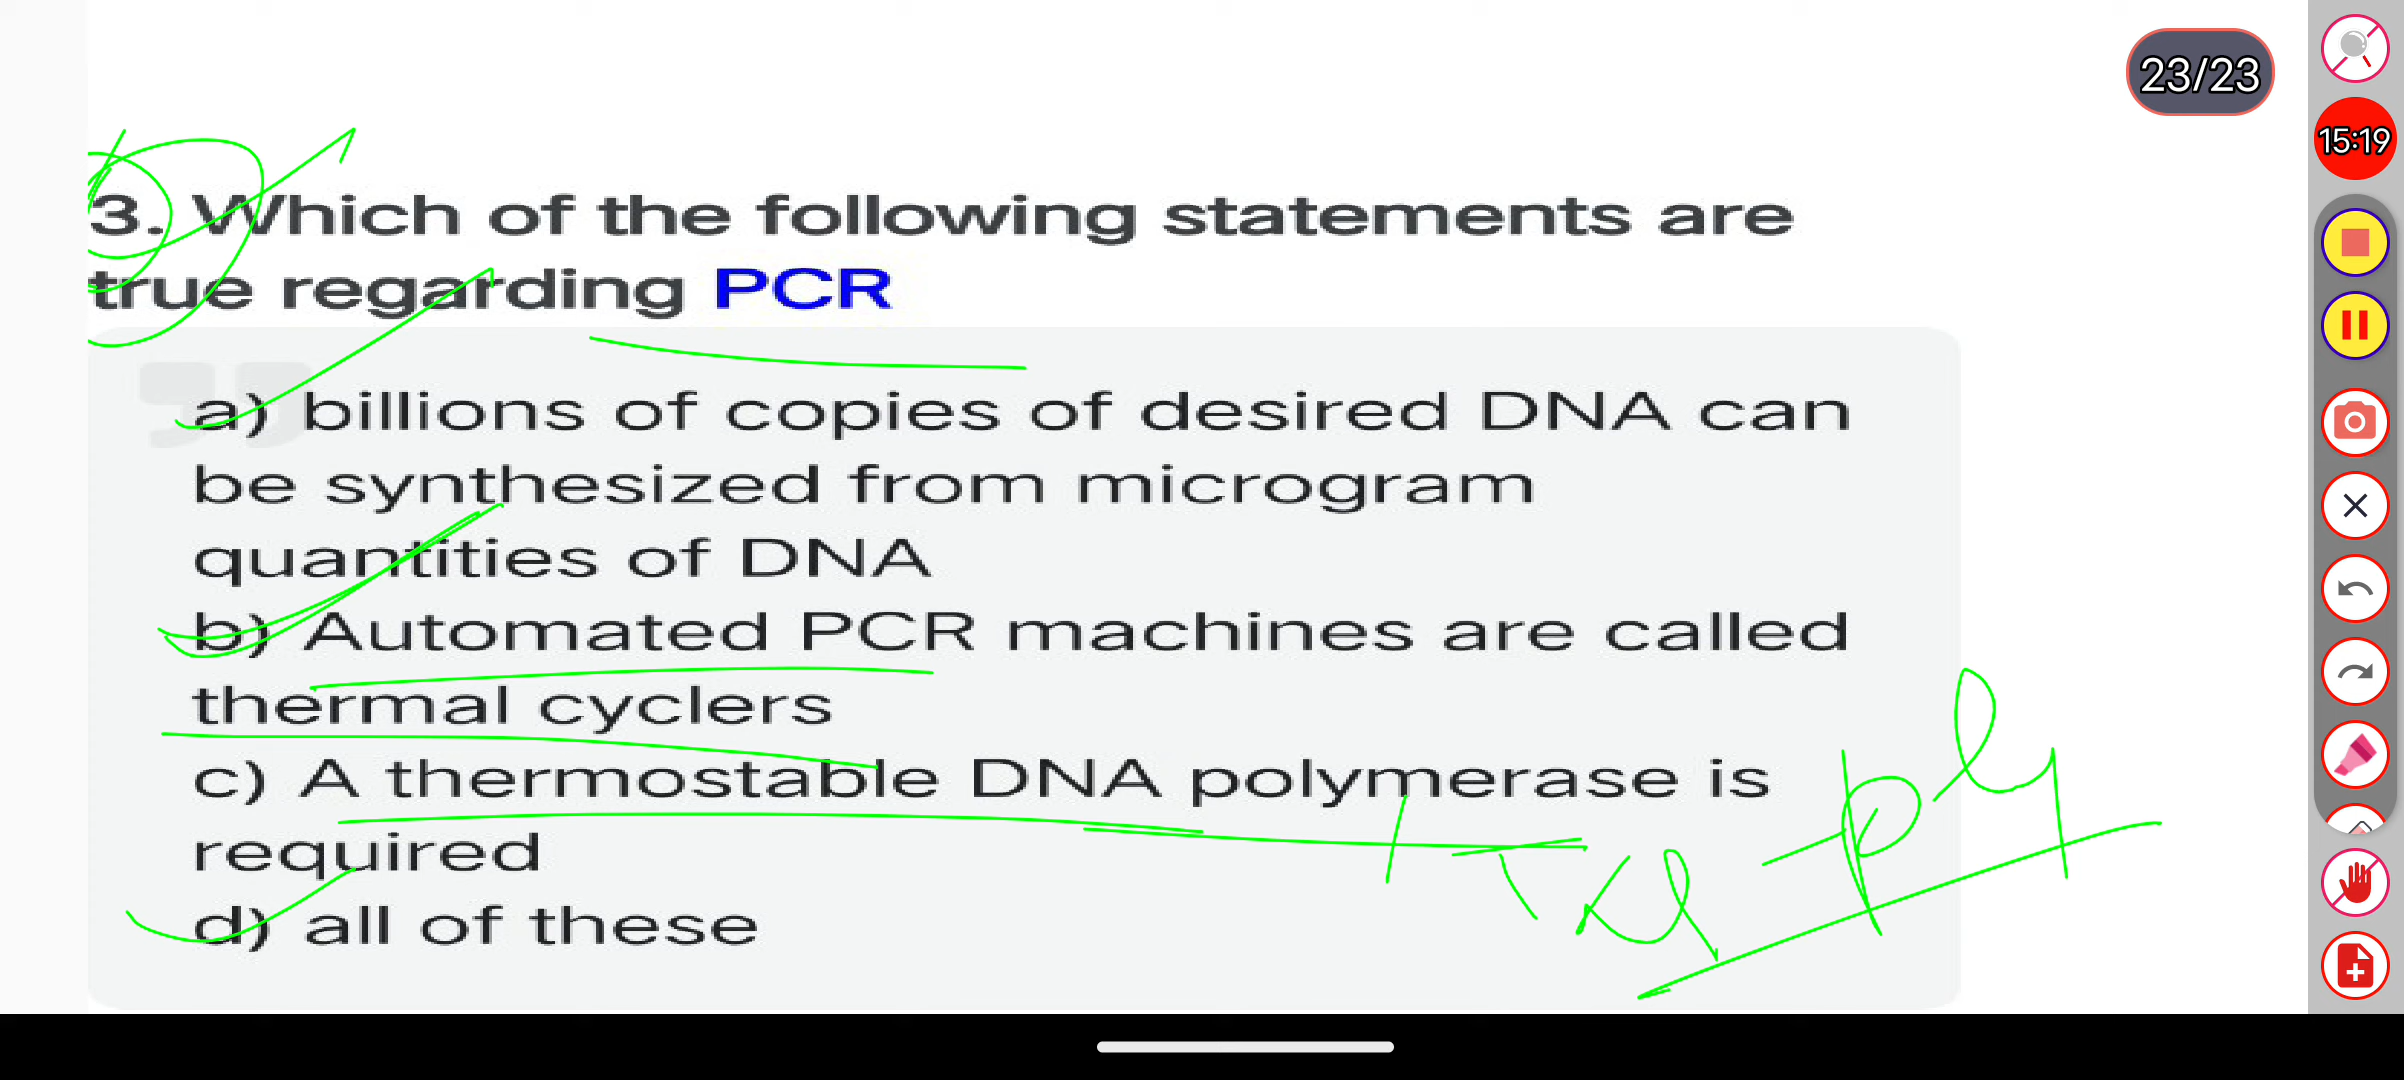 23/23
15:19
3. Which of the following statements are
true regarding PCR
a) billions of copies of desired DNA can
be synthesized from microgram
quantities of DNA
b) Automated PCR machines are called
thermal cyclers
c) A thermostable DNA polymerase is
required
d) all of these